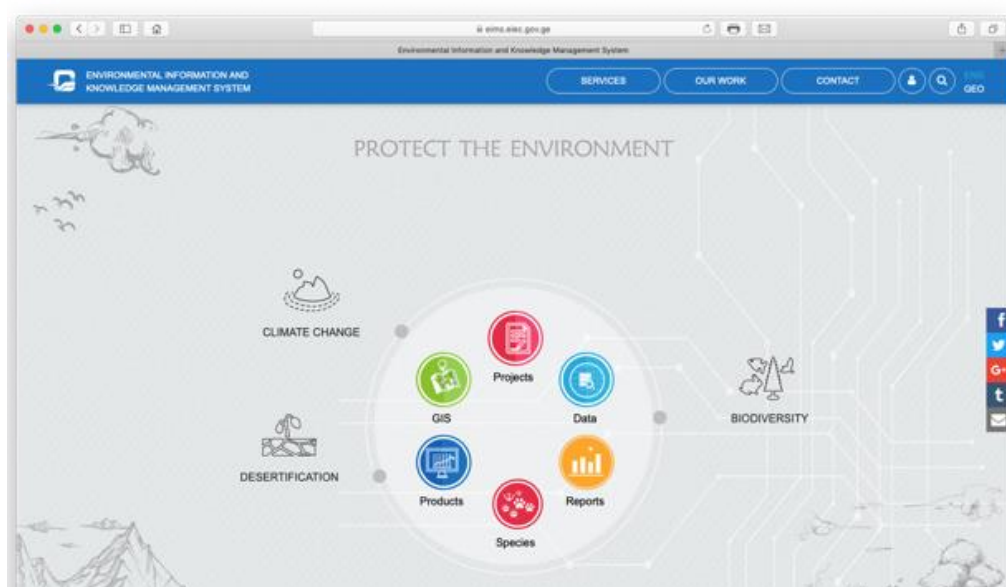 eims.eiec.gov.ge
Environmental Information and Knowledge Management System
ENVIRONMENTAL INFORMATION AND
KNOWLEDGE MANAGEMENT SYSTEM
SERVICES
OUR WORK
CONTACT
ENG
GEO
PROTECT THE ENVIRONMENT
CLIMATE CHANGE
Projects
GIS
Data
BIODIVERSITY
DESERTIFICATION
Products
Reports
Species
f
G+
t